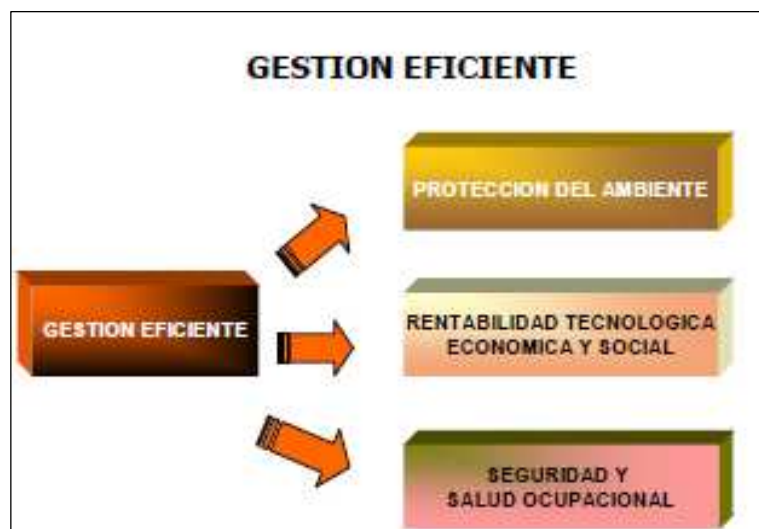 GESTION EFICIENTE
PROTECCION DEL AMBIENTE
GESTION EFICIENTE
RENTABILIDAD TECNOLOGICA
ECONOMICA Y SOCIAL
SEGURIDAD Y
SALUD OCUPACIONAL